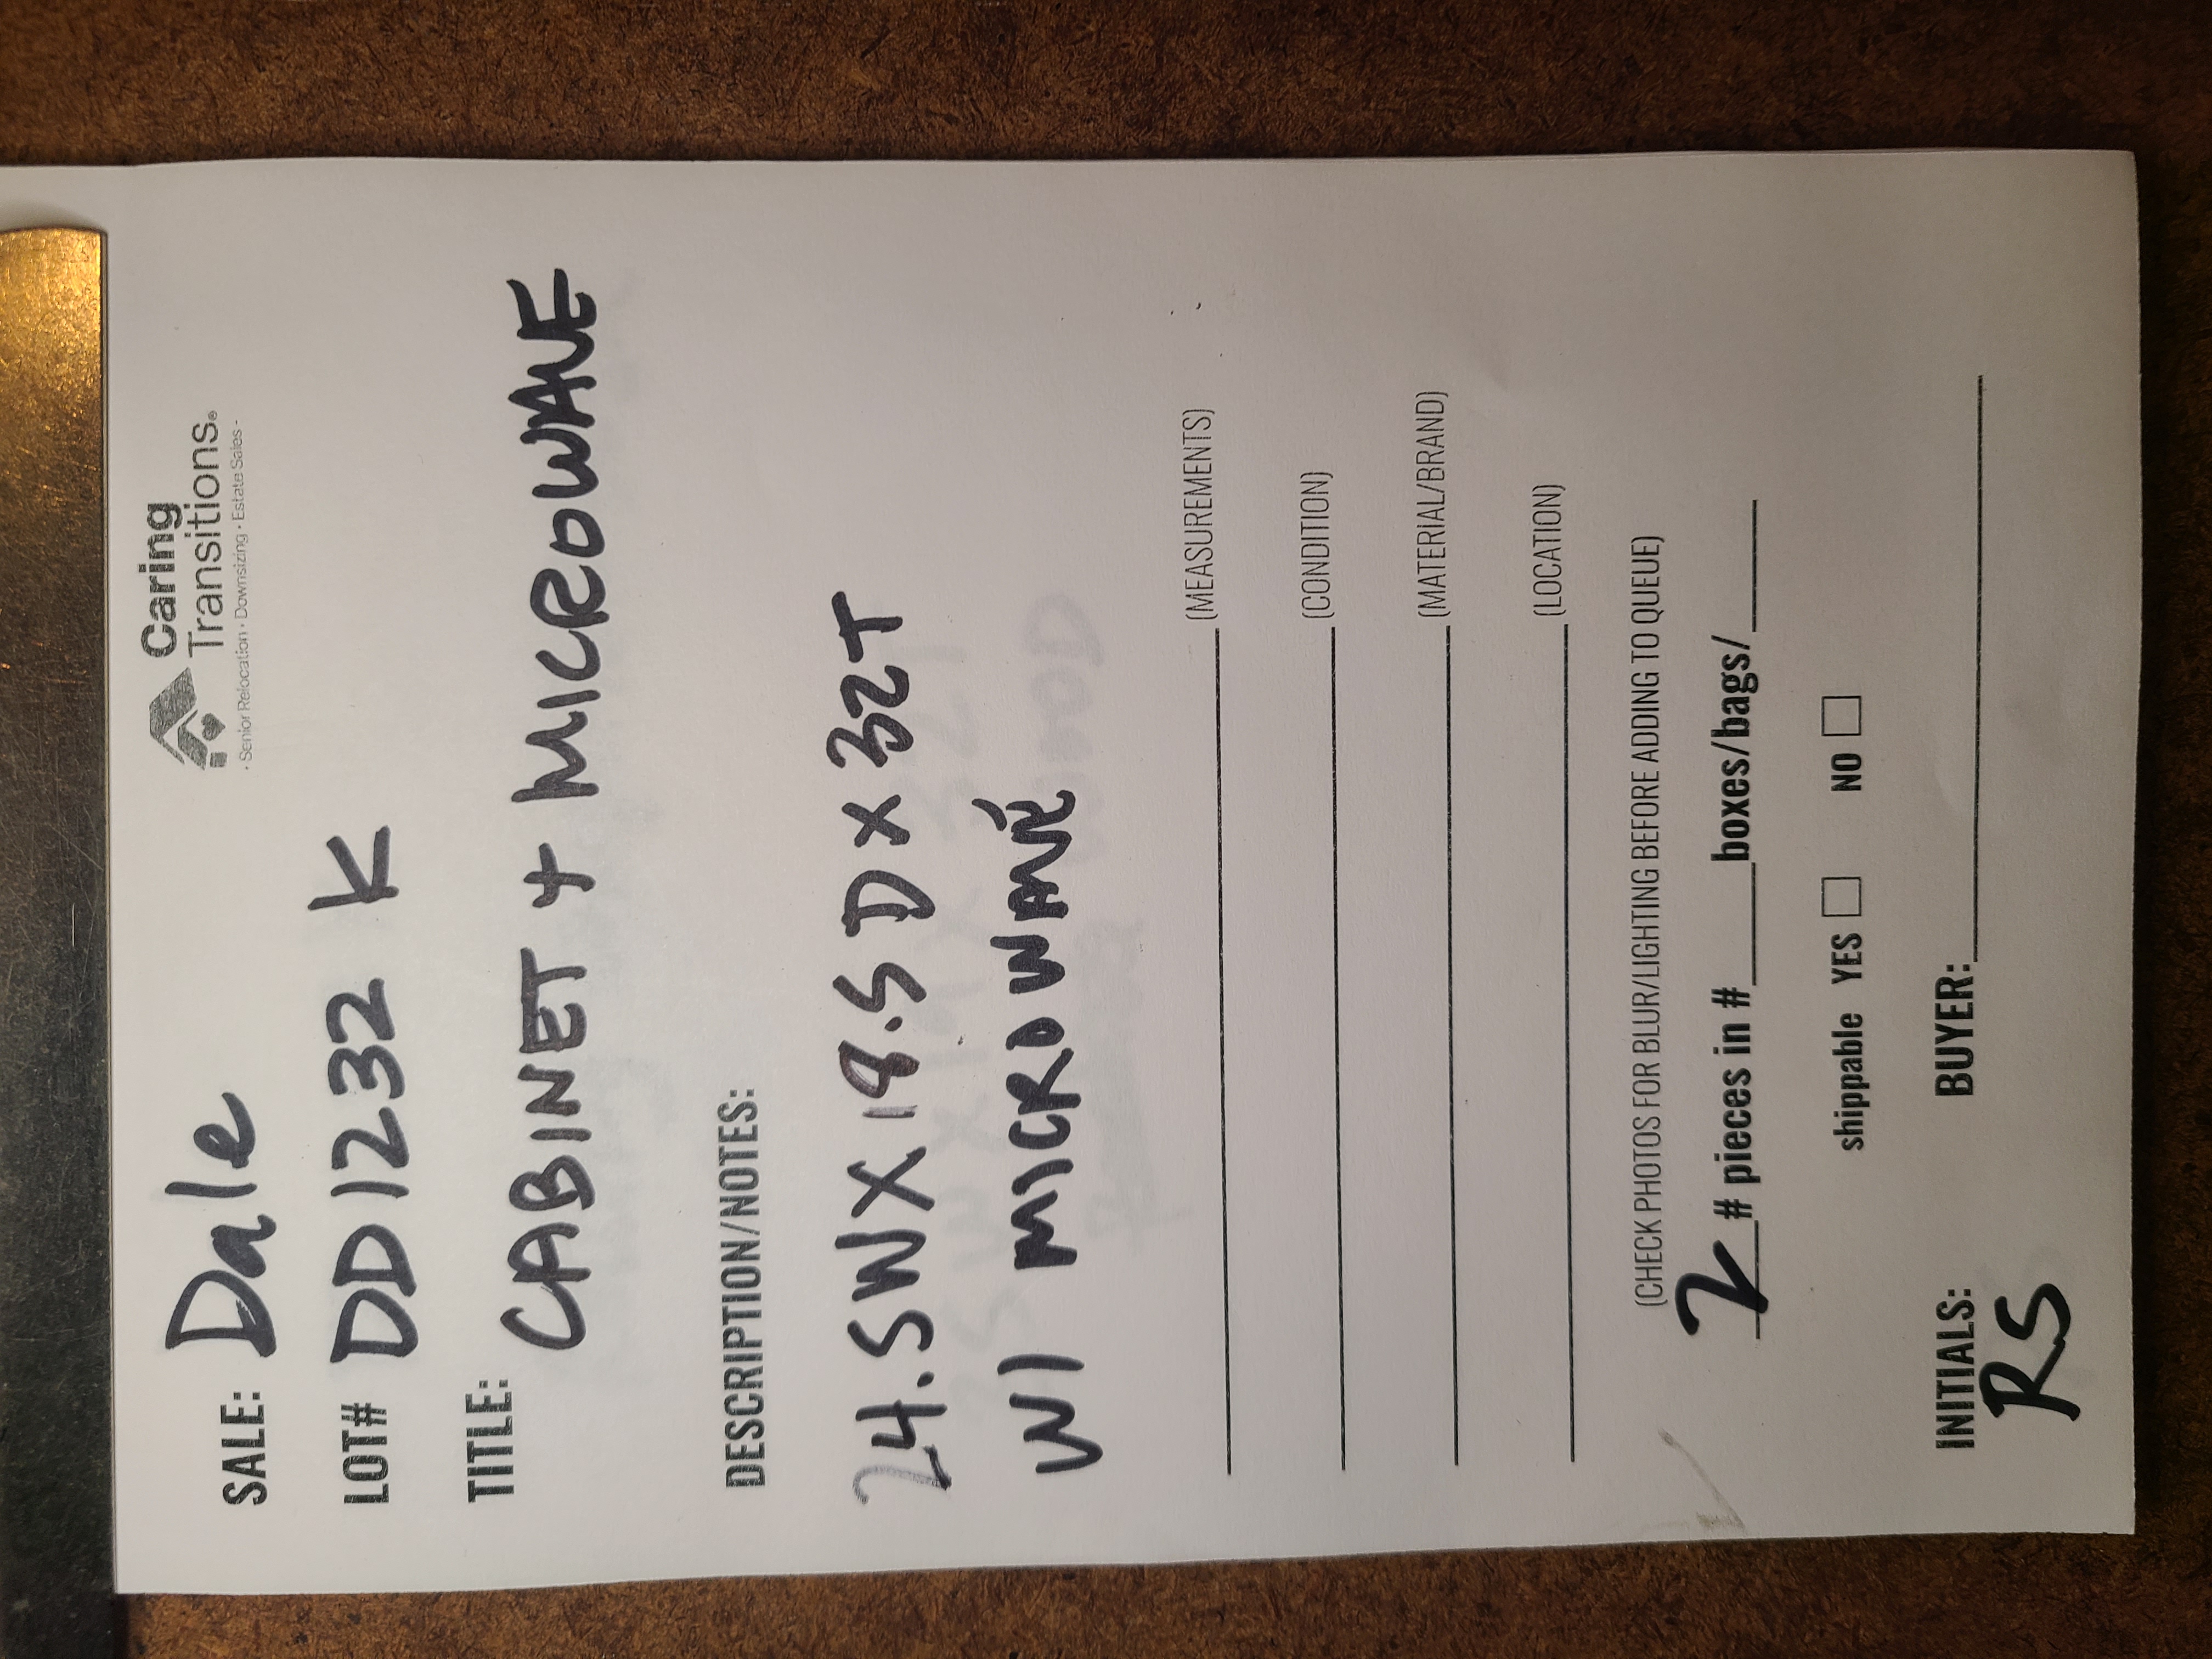 Caring
Transitions®
· Senior Relocation · Downsizing · Estate Sales ·
SALE: Dale
LOT# DD1232 K
TITLE: CABINET + MICROWAVE
DESCRIPTION/NOTES:
24.5W X 18.5 D X 32T
W/ MICROWAVE
(MEASUREMENTS)
(CONDITION)
(MATERIAL/BRAND)
(LOCATION)
(CHECK PHOTOS FOR BLUR/LIGHTING BEFORE ADDING TO QUEUE)
2 # pieces in # boxes/bags/
shippable YES NO
INITIALS: BUYER:
RS